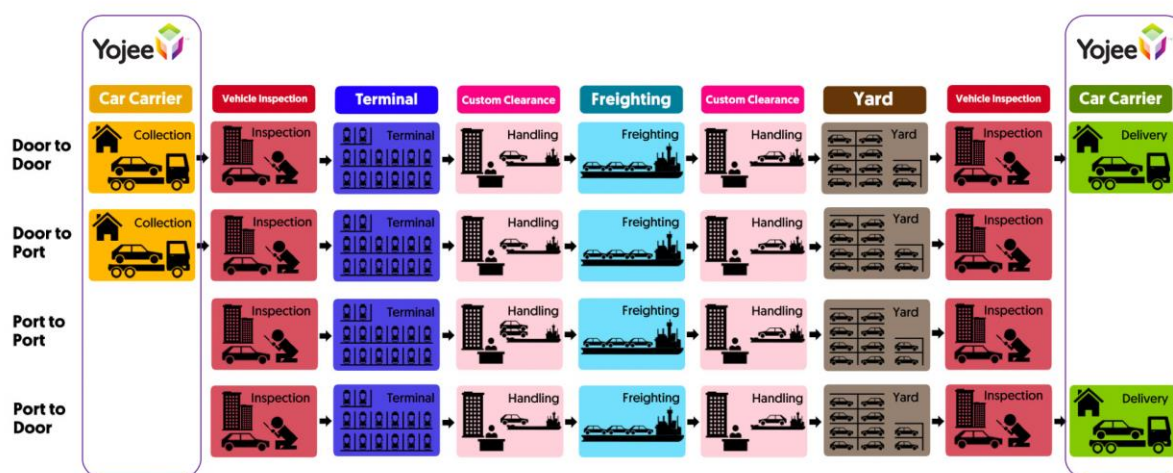 Yojee
Yojee
Car Carrier
Vehicle Inspection
Terminal
Custom Clearance
Freighting
Custom Clearance
Yard
Vehicle Inspection
Car Carrier
Door to
Door
Collection
Inspection
Terminal
Handling
Freighting
Handling
Yard
Inspection
Delivery
Door to
Port
Collection
Inspection
Terminal
Handling
Freighting
Handling
Yard
Inspection
Port to
Port
Inspection
Terminal
Handling
Freighting
Handling
Yard
Inspection
Port to
Door
Inspection
Terminal
Handling
Freighting
Handling
Yard
Inspection
Delivery